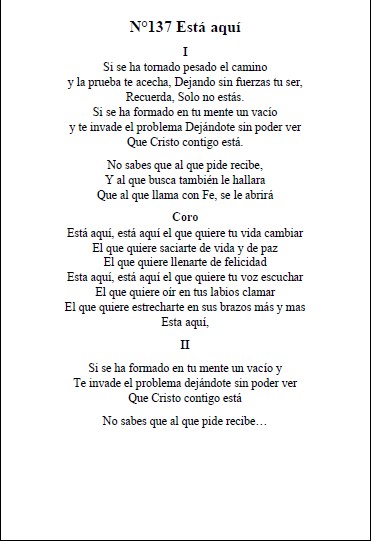 N°137 Está aquí
I
Si se ha tornado pesado el camino
y la prueba te acecha, Dejando sin fuerzas tu ser,
Recuerda, Solo no estás.
Si se ha formado en tu mente un vacío
y te invade el problema Dejándote sin poder ver
Que Cristo contigo está.
No sabes que al que pide recibe,
Y al que busca también le hallara
Que al que llama con Fe, se le abrirá
Coro
Está aquí, está aquí el que quiere tu vida cambiar
El que quiere saciarte de vida y de paz
El que quiere llenarte de felicidad
Esta aquí, está aquí el que quiere tu voz escuchar
El que quiere oír en tus labios clamar
El que quiere estrecharte en sus brazos más y mas
Esta aquí,
II
Si se ha formado en tu mente un vacío y
Te invade el problema dejándote sin poder ver
Que Cristo contigo está
No sabes que al que pide recibe…